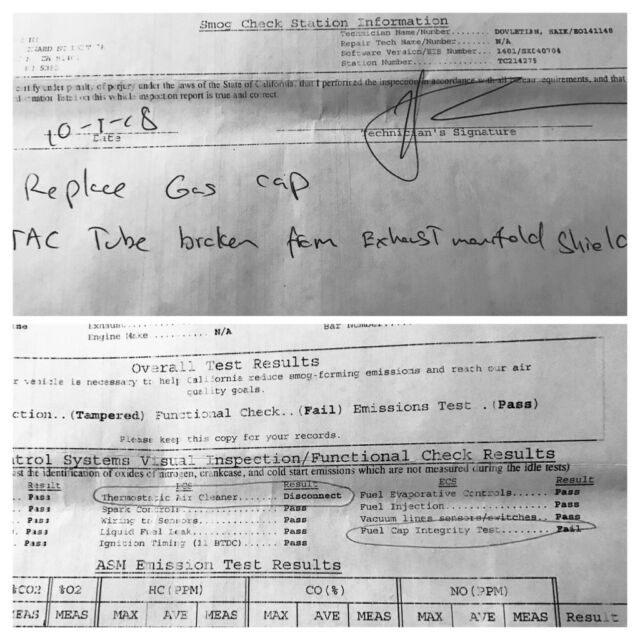 Smog Check Station Information
Technician Name/Number....... DOVLETIAN, HAIK/EO141148
Repair Tech Name/Number....... N/A
Software Version/EIS Number.. 1401/SX040704
Station Number................ TC214275
under penalty of perjury under the laws of the State of California, that I performed the inspection in accordance with all bureau requirements, and that
listed on this vehicle inspection report is true and correct.
10-1-18
Date
Technician's Signature
Replace Gas cap
TAC Tube broken from Exhaust manifold Shield
Exhaust
Engine Make .......... N/A
Bar Number
Overall Test Results
r vehicle is necessary to help California reduce smog-forming emissions and reach our air
quality goals.
ction..(Tampered) Functional Check..(Fail) Emissions Test..(Pass)
Please keep this copy for your records.
ntrol Systems Visual Inspection/Functional Check Results
the identification of oxides of nitrogen, crankcase, and cold start emissions which are not measured during the idle tests)
Result ECS Result ECS Result
Pass Thermostatic Air Cleaner..... Disconnect Fuel Evaporative Controls...... Pass
Pass Spark Controls............... Pass Fuel Injection................. Pass
Pass Wiring to Sensors............ Pass Vacuum lines sensors/switches.. Pass
Pass Liquid Fuel Leak............. Pass Fuel Cap Integrity Test........ Fail
Pass Ignition Timing (11 BTDC)...... Pass
ASM Emission Test Results
%CO2 %O2 HC(PPM) CO(%) NO(PPM)
MEAS MEAS MAX AVE MEAS MAX AVE MEAS MAX AVE MEAS Result